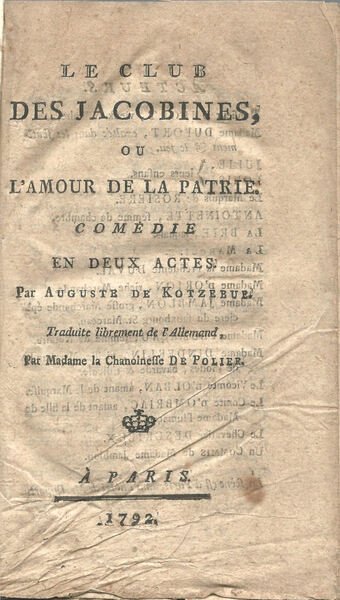 LE CLUB
DES JACOBINES,
OU
L'AMOUR DE LA PATRIE.
COMÉDIE
EN DEUX ACTES.
Par AUGUSTE DE KOTZEBUE.
Traduite librement de l'Allemand,
Par Madame la Chanoinesse DE POLIER.
À PARIS.
1792.